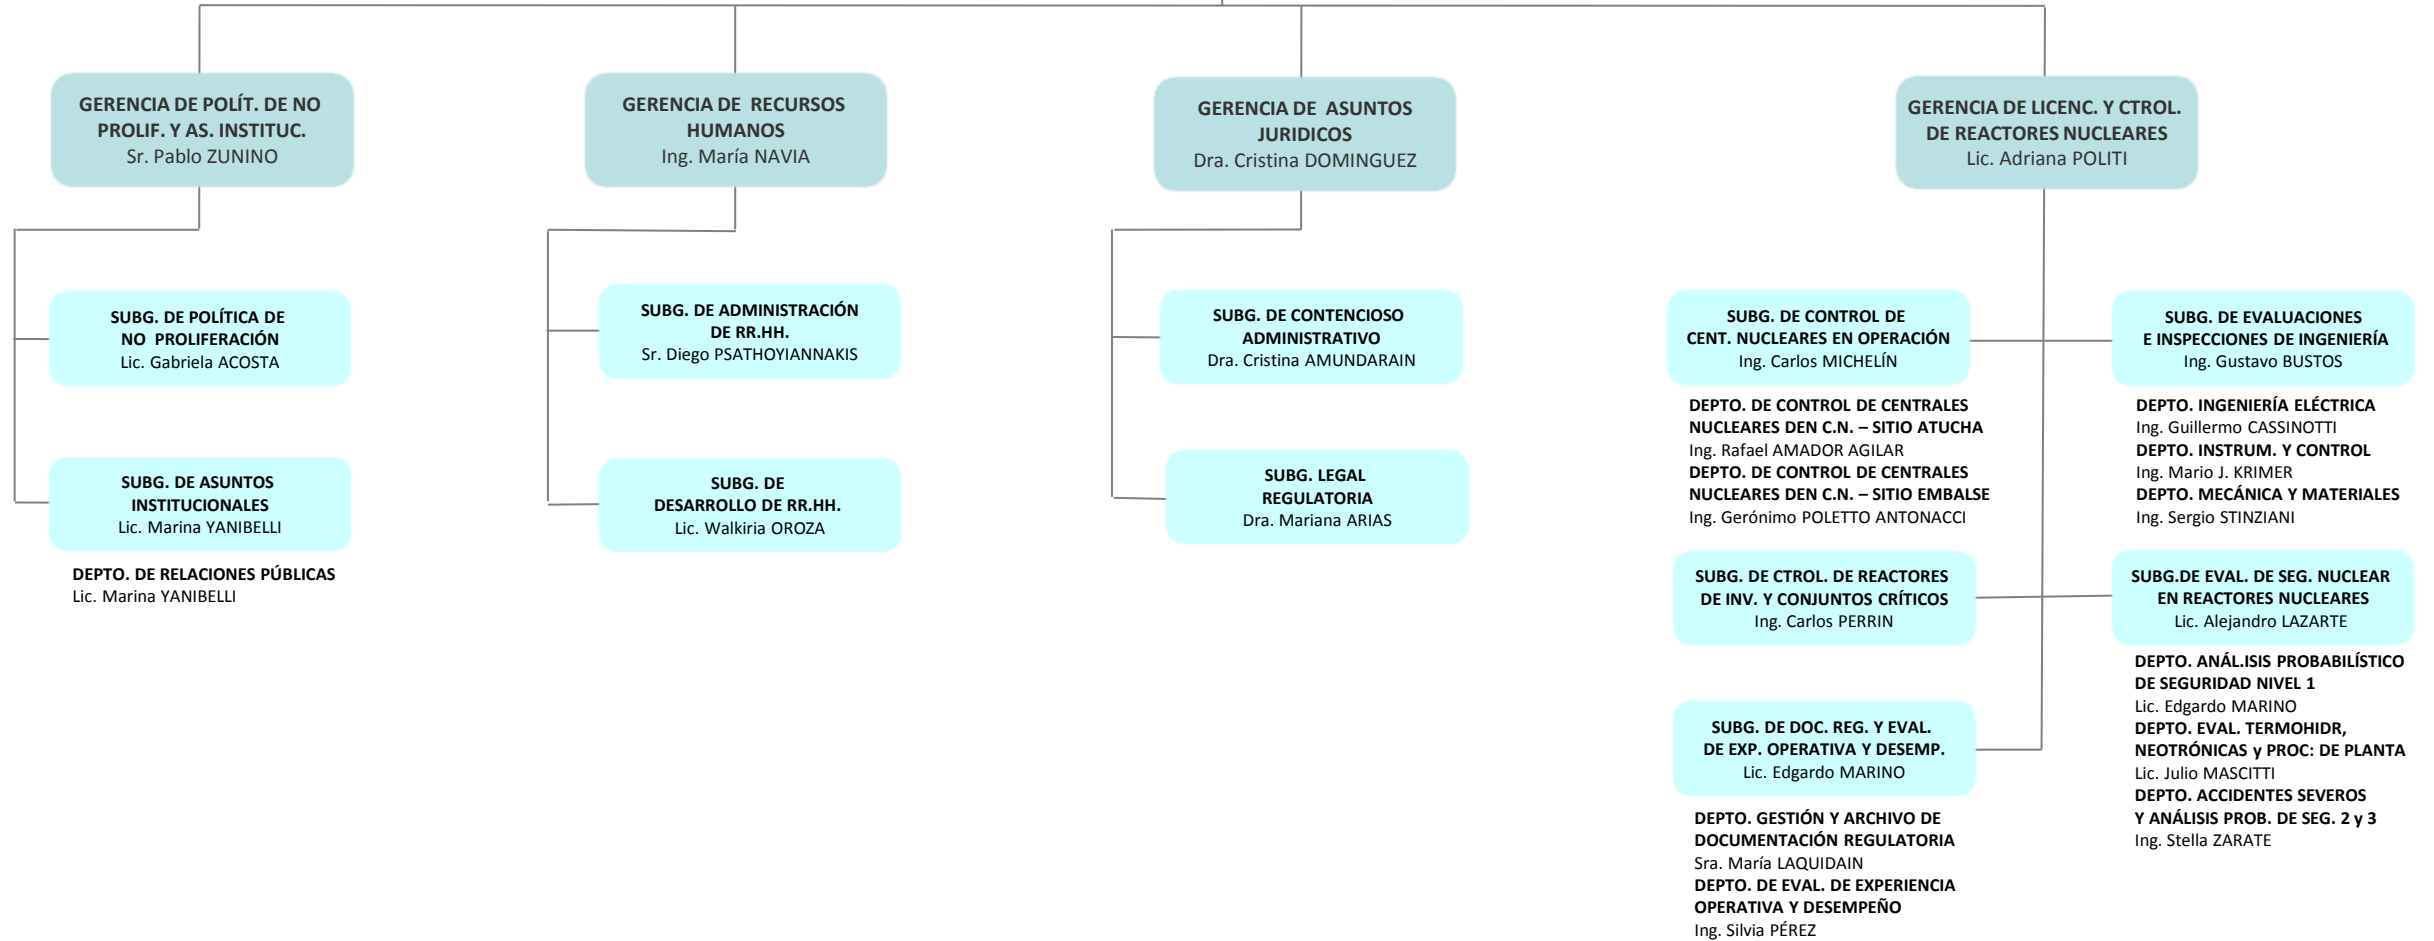 GERENCIA DE POLÍT. DE NO
PROLIF. Y AS. INSTITUC.
Sr. Pablo ZUNINO
SUBG. DE POLÍTICA DE
NO PROLIFERACIÓN
Lic. Gabriela ACOSTA
SUBG. DE ASUNTOS
INSTITUCIONALES
Lic. Marina YANIBELLI
DEPTO. DE RELACIONES PÚBLICAS
Lic. Marina YANIBELLI
GERENCIA DE RECURSOS
HUMANOS
Ing. María NAVIA
SUBG. DE ADMINISTRACIÓN
DE RR.HH.
Sr. Diego PSATHOYIANNAKIS
SUBG. DE
DESARROLLO DE RR.HH.
Lic. Walkiria OROZA
GERENCIA DE ASUNTOS
JURIDICOS
Dra. Cristina DOMINGUEZ
SUBG. DE CONTENCIOSO
ADMINISTRATIVO
Dra. Cristina AMUNDARAIN
SUBG. LEGAL
REGULATORIA
Dra. Mariana ARIAS
GERENCIA DE LICENC. Y CTROL.
DE REACTORES NUCLEARES
Lic. Adriana POLITI
SUBG. DE CONTROL DE
CENT. NUCLEARES EN OPERACIÓN
Ing. Carlos MICHELÍN
DEPTO. DE CONTROL DE CENTRALES
NUCLEARES DEN C.N. – SITIO ATUCHA
Ing. Rafael AMADOR AGILAR
DEPTO. DE CONTROL DE CENTRALES
NUCLEARES DEN C.N. – SITIO EMBALSE
Ing. Gerónimo POLETTO ANTONACCI
SUBG. DE CTROL. DE REACTORES
DE INV. Y CONJUNTOS CRÍTICOS
Ing. Carlos PERRIN
SUBG. DE DOC. REG. Y EVAL.
DE EXP. OPERATIVA Y DESEMP.
Lic. Edgardo MARINO
DEPTO. GESTIÓN Y ARCHIVO DE
DOCUMENTACIÓN REGULATORIA
Sra. María LAQUIDAIN
DEPTO. DE EVAL. DE EXPERIENCIA
OPERATIVA Y DESEMPEÑO
Ing. Silvia PÉREZ
SUBG. DE EVALUACIONES
E INSPECCIONES DE INGENIERÍA
Ing. Gustavo BUSTOS
DEPTO. INGENIERÍA ELÉCTRICA
Ing. Guillermo CASSINOTTI
DEPTO. INSTRUM. Y CONTROL
Ing. Mario J. KRIMER
DEPTO. MECÁNICA Y MATERIALES
Ing. Sergio STINZIANI
SUBG.DE EVAL. DE SEG. NUCLEAR
EN REACTORES NUCLEARES
Lic. Alejandro LAZARTE
DEPTO. ANÁL.ISIS PROBABILÍSTICO
DE SEGURIDAD NIVEL 1
Lic. Edgardo MARINO
DEPTO. EVAL. TERMOHIDR,
NEOTRÓNICAS y PROC: DE PLANTA
Lic. Julio MASCITTI
DEPTO. ACCIDENTES SEVEROS
Y ANÁLISIS PROB. DE SEG. 2 y 3
Ing. Stella ZARATE